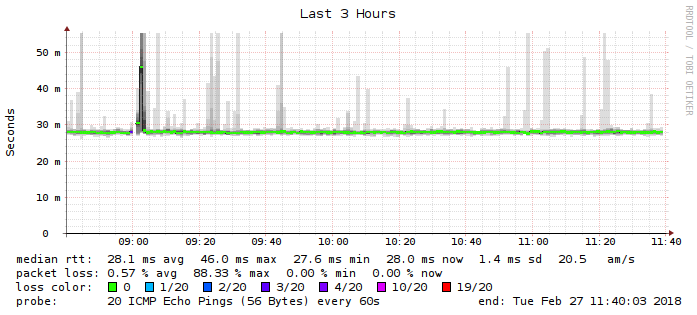 Last 3 Hours
RRDTOOL / TOBI OETIKER
Seconds
50 m
40 m
30 m
20 m
10 m
0
09:00 09:20 09:40 10:00 10:20 10:40 11:00 11:20 11:40
median rtt: 28.1 ms avg 46.0 ms max 27.6 ms min 28.0 ms now 1.4 ms sd 20.5 am/s
packet loss: 0.57 % avg 88.33 % max 0.00 % min 0.00 % now
loss color: 0 1/20 2/20 3/20 4/20 10/20 19/20
probe: 20 ICMP Echo Pings (56 Bytes) every 60s end: Tue Feb 27 11:40:03 2018